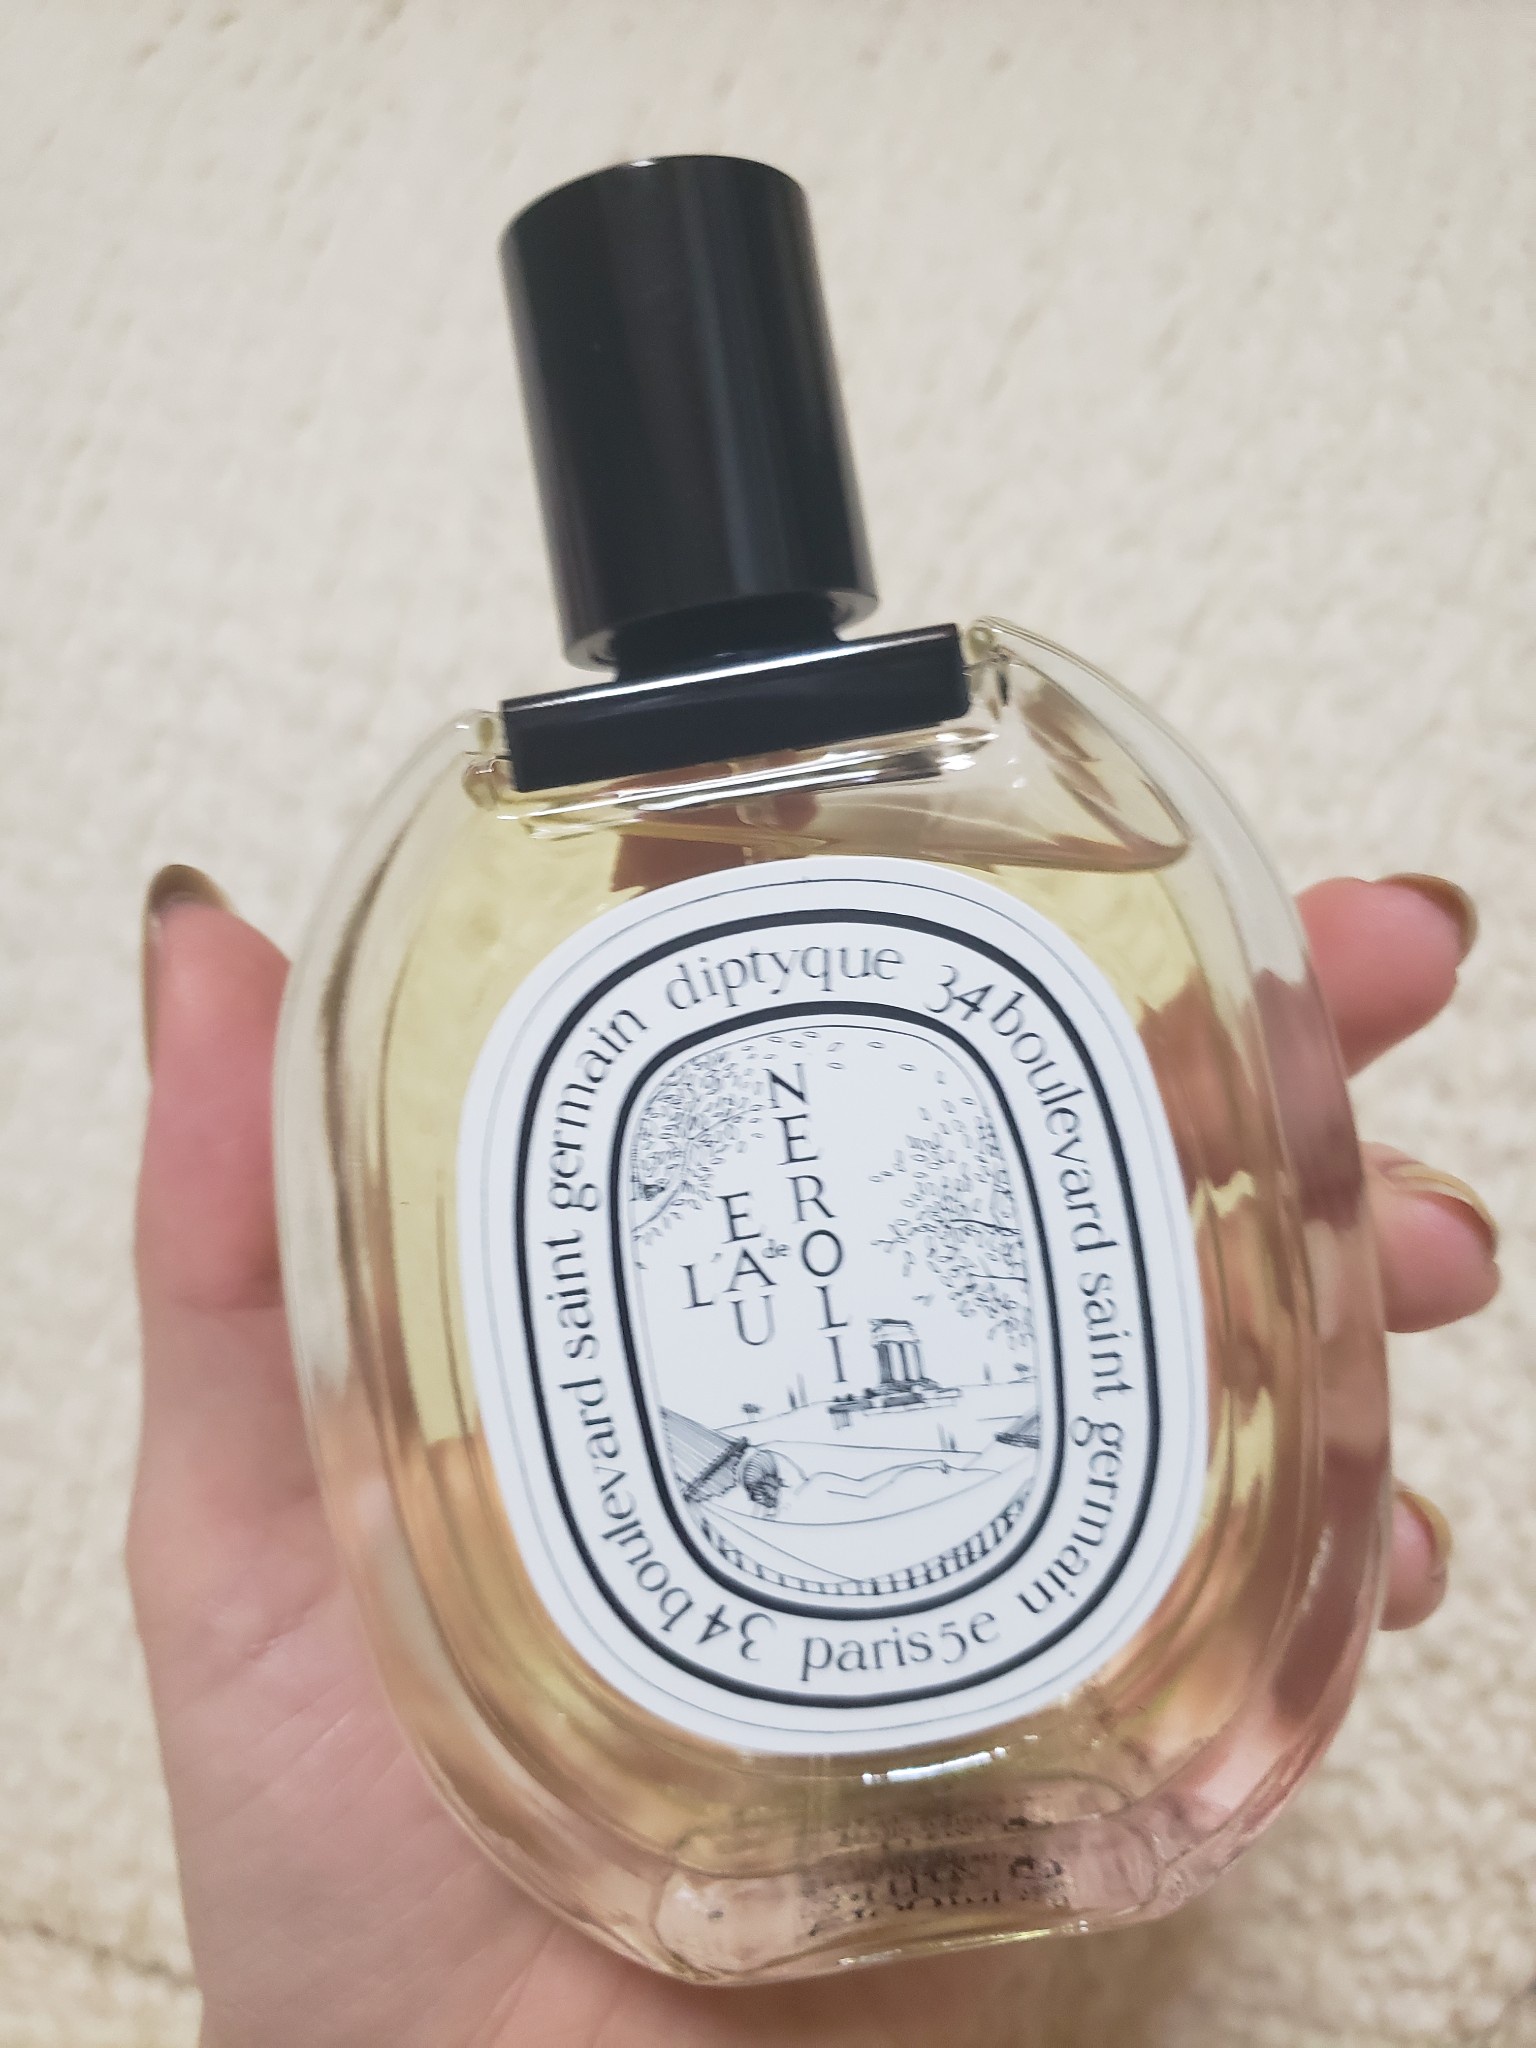 diptyque 34 boulevard saint germain paris 5e 34 boulevard saint germain
L'EAU
de
NEROLI